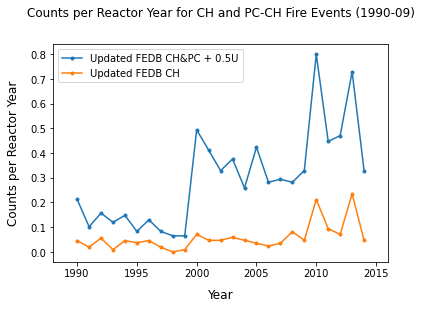 Counts per Reactor Year for CH and PC-CH Fire Events (1990-09)
Updated FEDB CH&PC + 0.5U
Updated FEDB CH
Counts per Reactor Year
0.8
0.7
0.6
0.5
0.4
0.3
0.2
0.1
0.0
1990 1995 2000 2005 2010 2015
Year